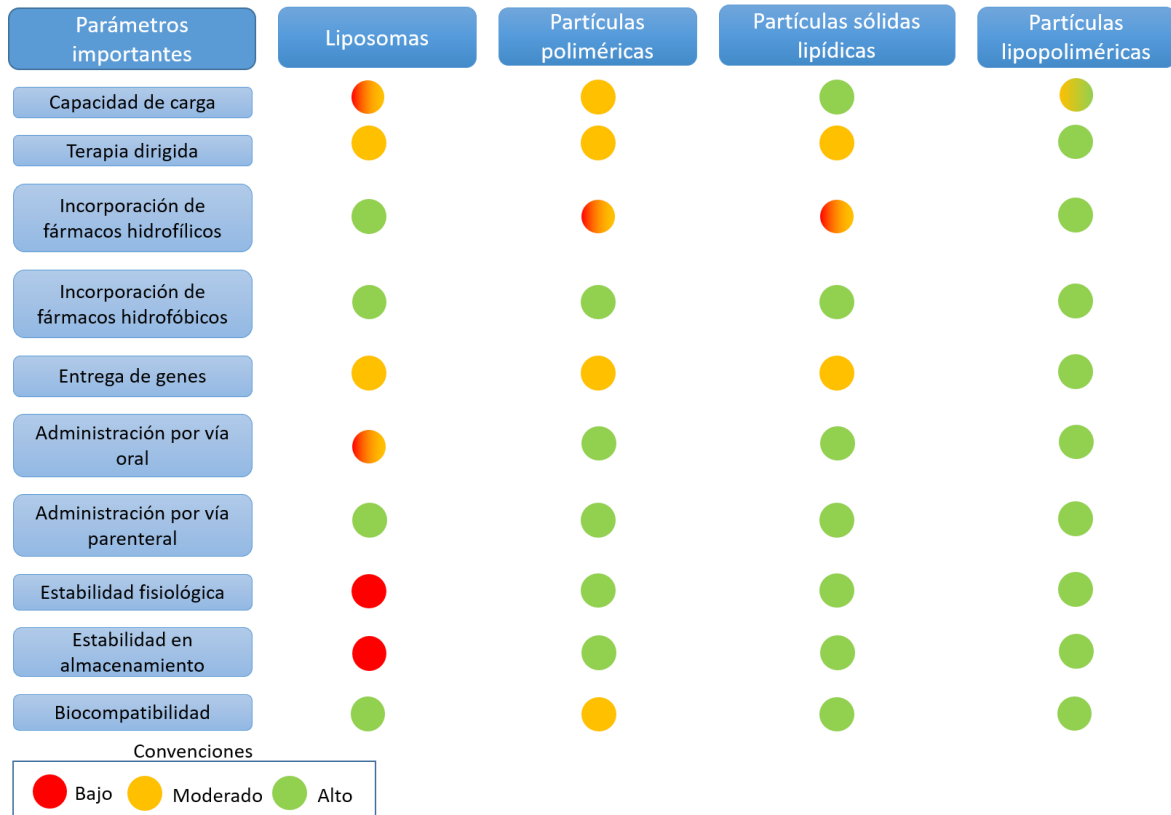 Parámetros
importantes
Liposomas
Partículas
poliméricas
Partículas sólidas
lipídicas
Partículas
lipopoliméricas
Capacidad de carga
Terapia dirigida
Incorporación de
fármacos hidrofílicos
Incorporación de
fármacos hidrofóbicos
Entrega de genes
Administración por vía
oral
Administración por vía
parenteral
Estabilidad fisiológica
Estabilidad en
almacenamiento
Biocompatibilidad
Convenciones
Bajo Moderado Alto